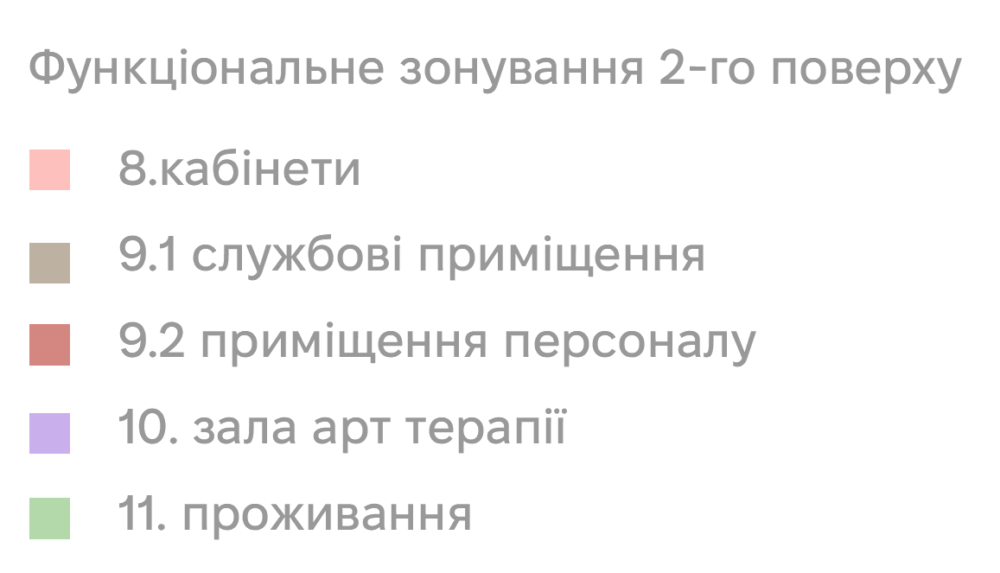 Функціональне зонування 2-го поверху
8.кабінети
9.1 службові приміщення
9.2 приміщення персоналу
10. зала арт терапії
11. проживання